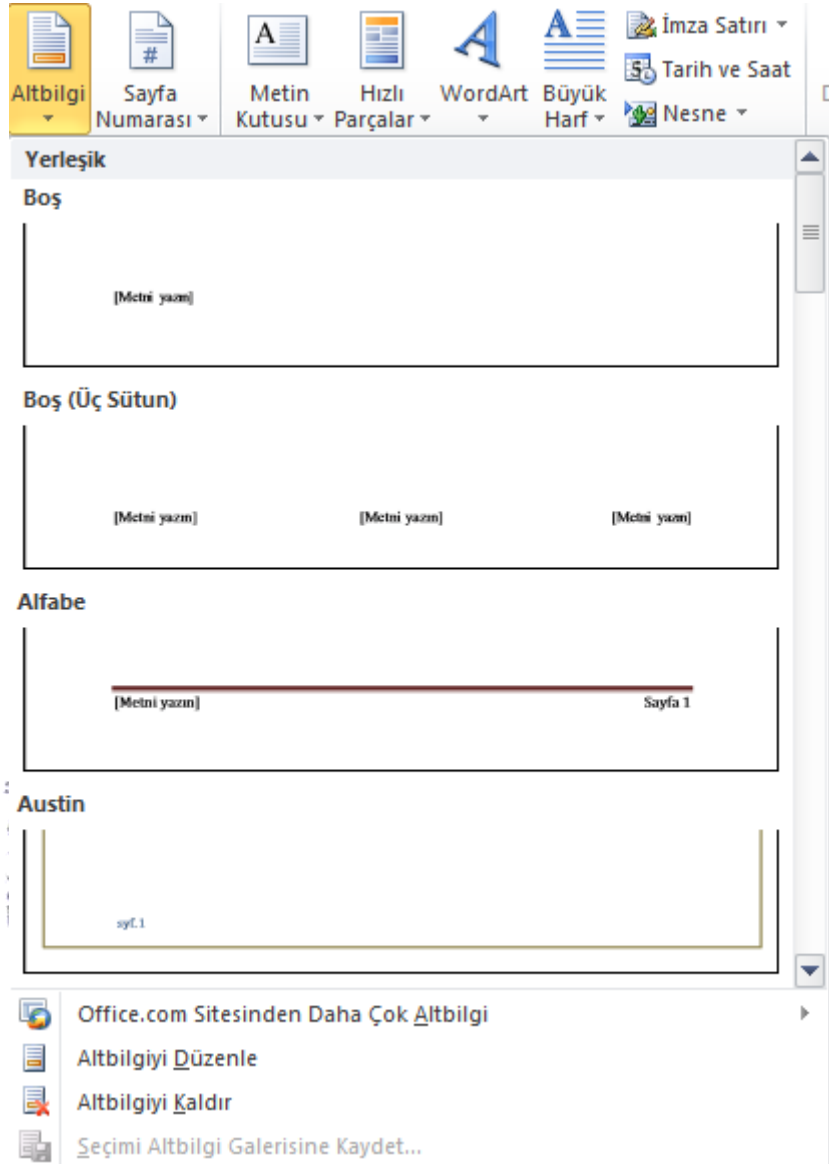 Altbilgi
Sayfa
Numarası
Metin
Kutusu
Hızlı
Parçalar
WordArt
Büyük
Harf
İmza Satırı
Tarih ve Saat
Nesne
Yerleşik
Boş
[Metni yazın]
Boş (Üç Sütun)
[Metni yazın] [Metni yazın] [Metni yazın]
Alfabe
[Metni yazın] Sayfa 1
Austin
syf.1
Office.com Sitesinden Daha Çok Altbilgi
Altbilgiyi Düzenle
Altbilgiyi Kaldır
Seçimi Altbilgi Galerisine Kaydet...